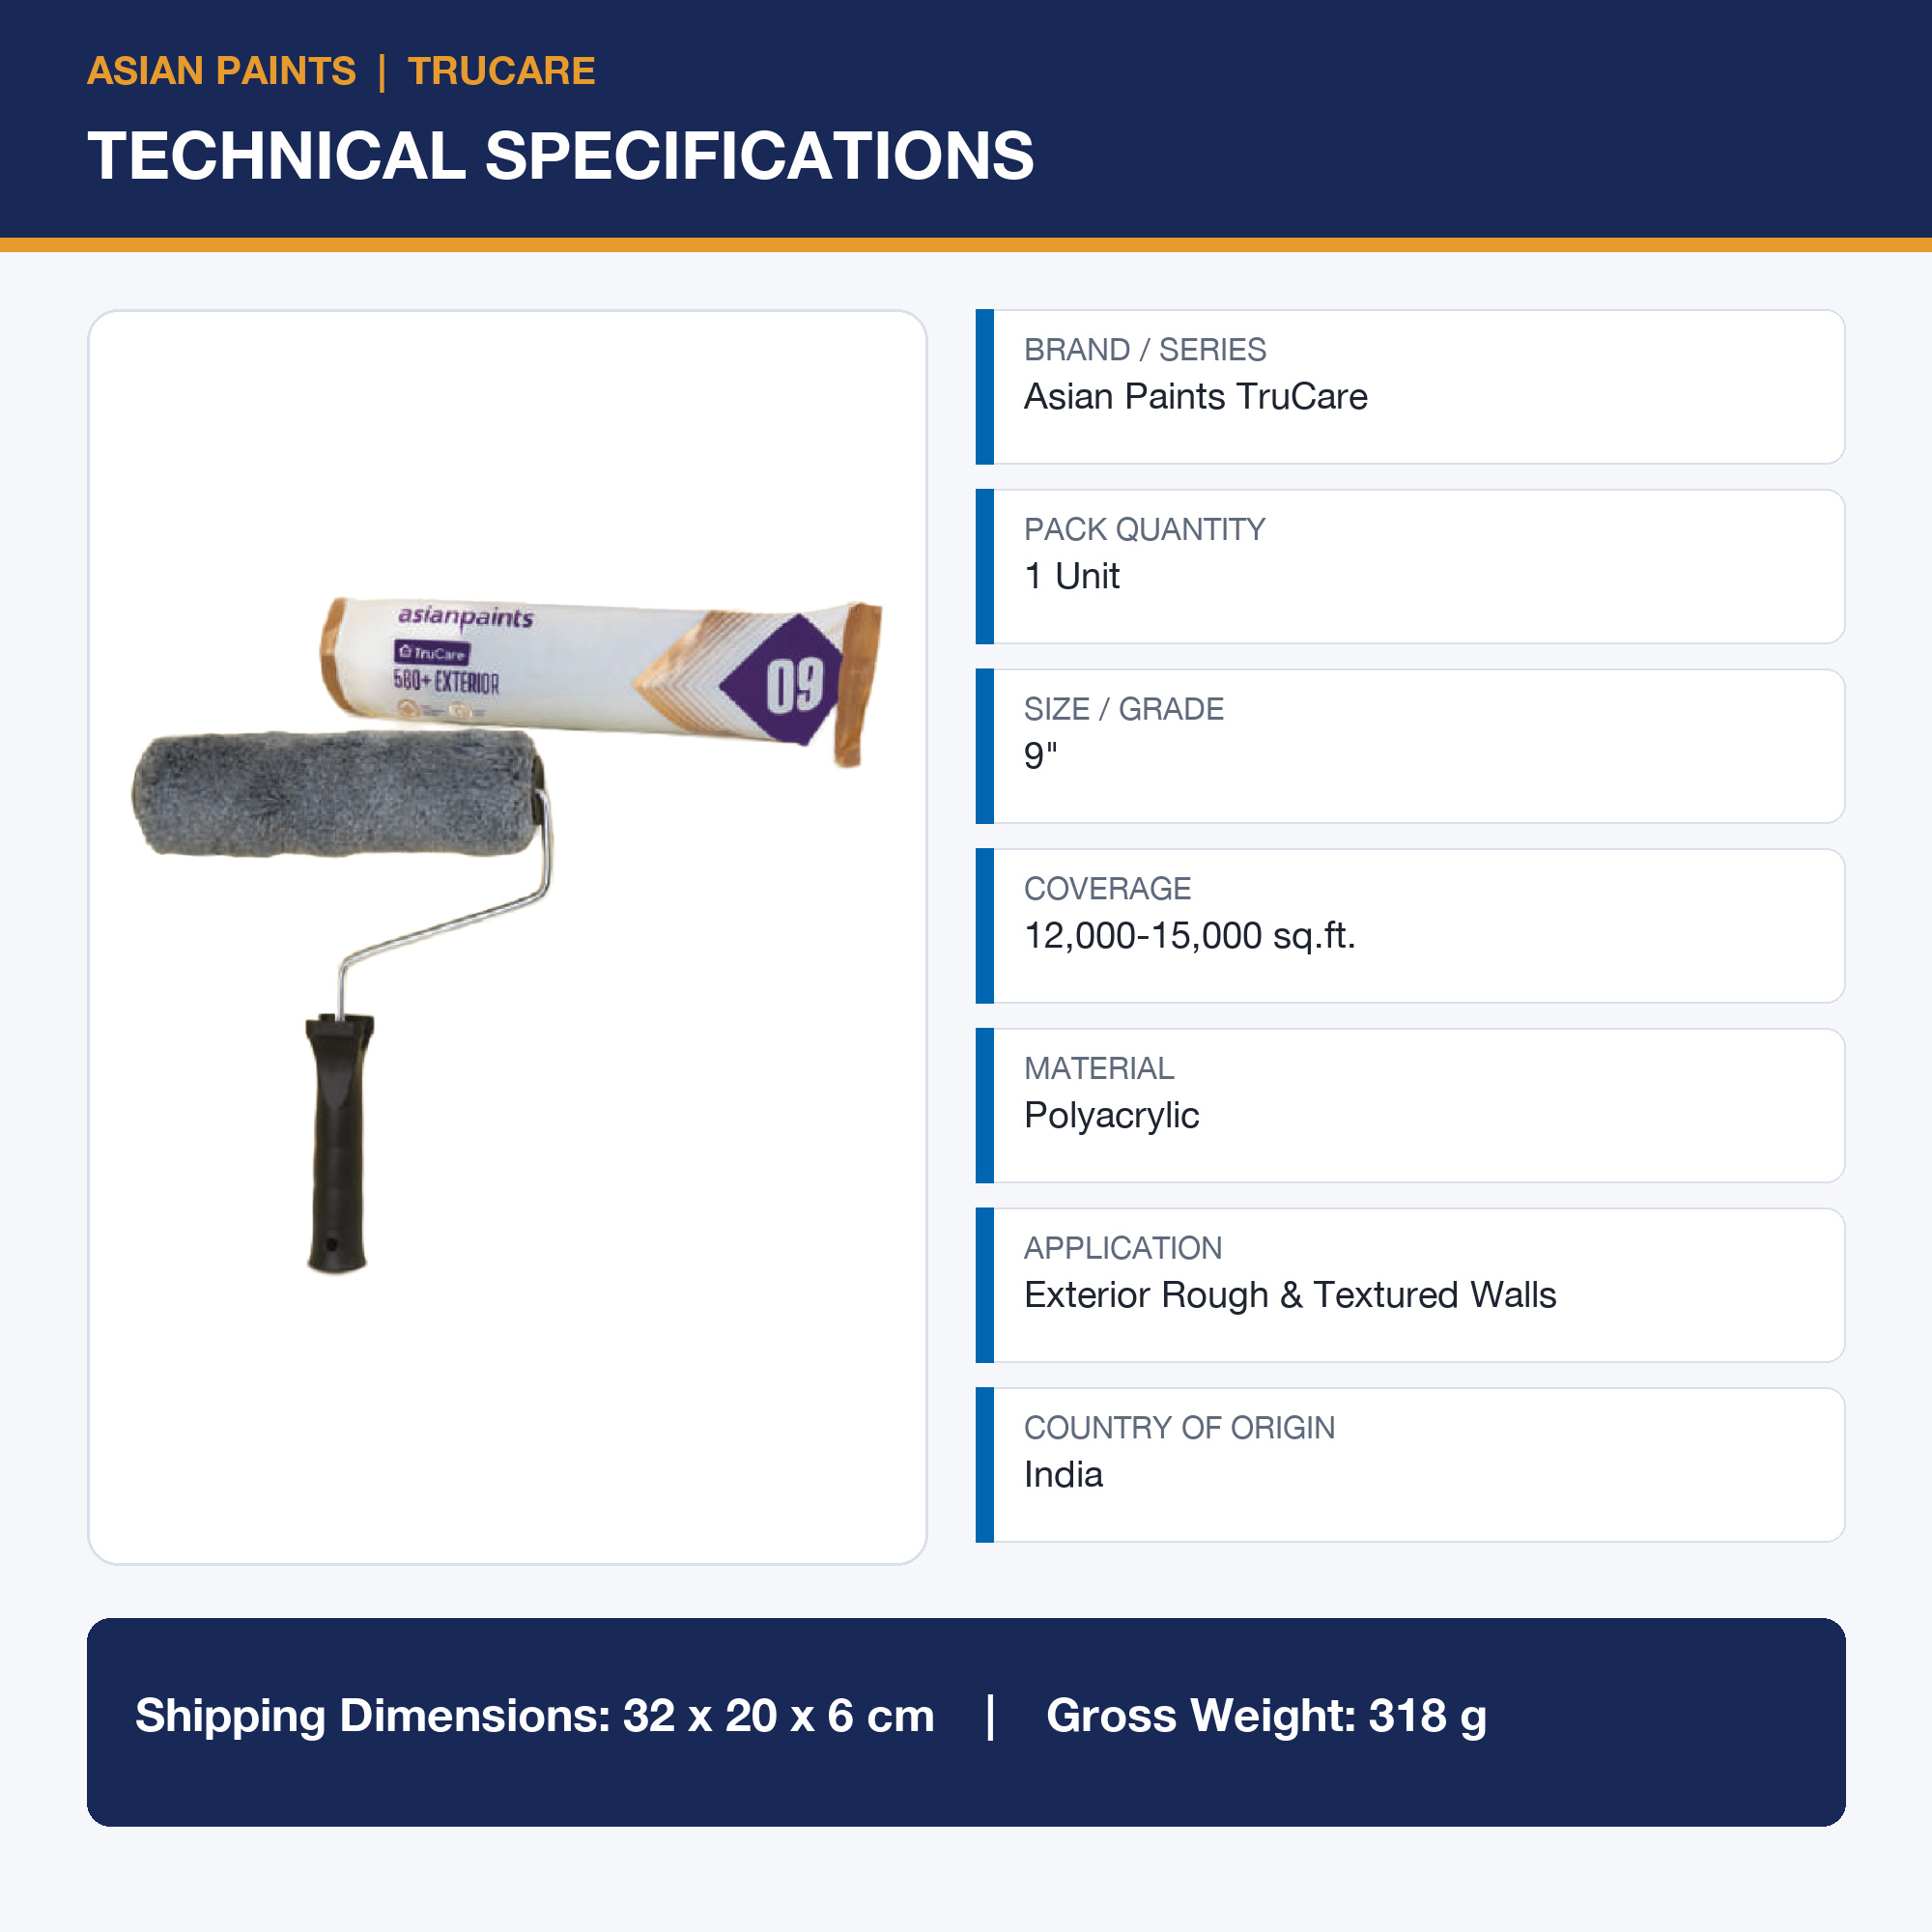 ASIAN PAINTS | TRUCARE
TECHNICAL SPECIFICATIONS
asianpaints
TruCare
560+ EXTERIOR
09
BRAND / SERIES
Asian Paints TruCare
PACK QUANTITY
1 Unit
SIZE / GRADE
9"
COVERAGE
12,000-15,000 sq.ft.
MATERIAL
Polyacrylic
APPLICATION
Exterior Rough & Textured Walls
COUNTRY OF ORIGIN
India
Shipping Dimensions: 32 x 20 x 6 cm | Gross Weight: 318 g